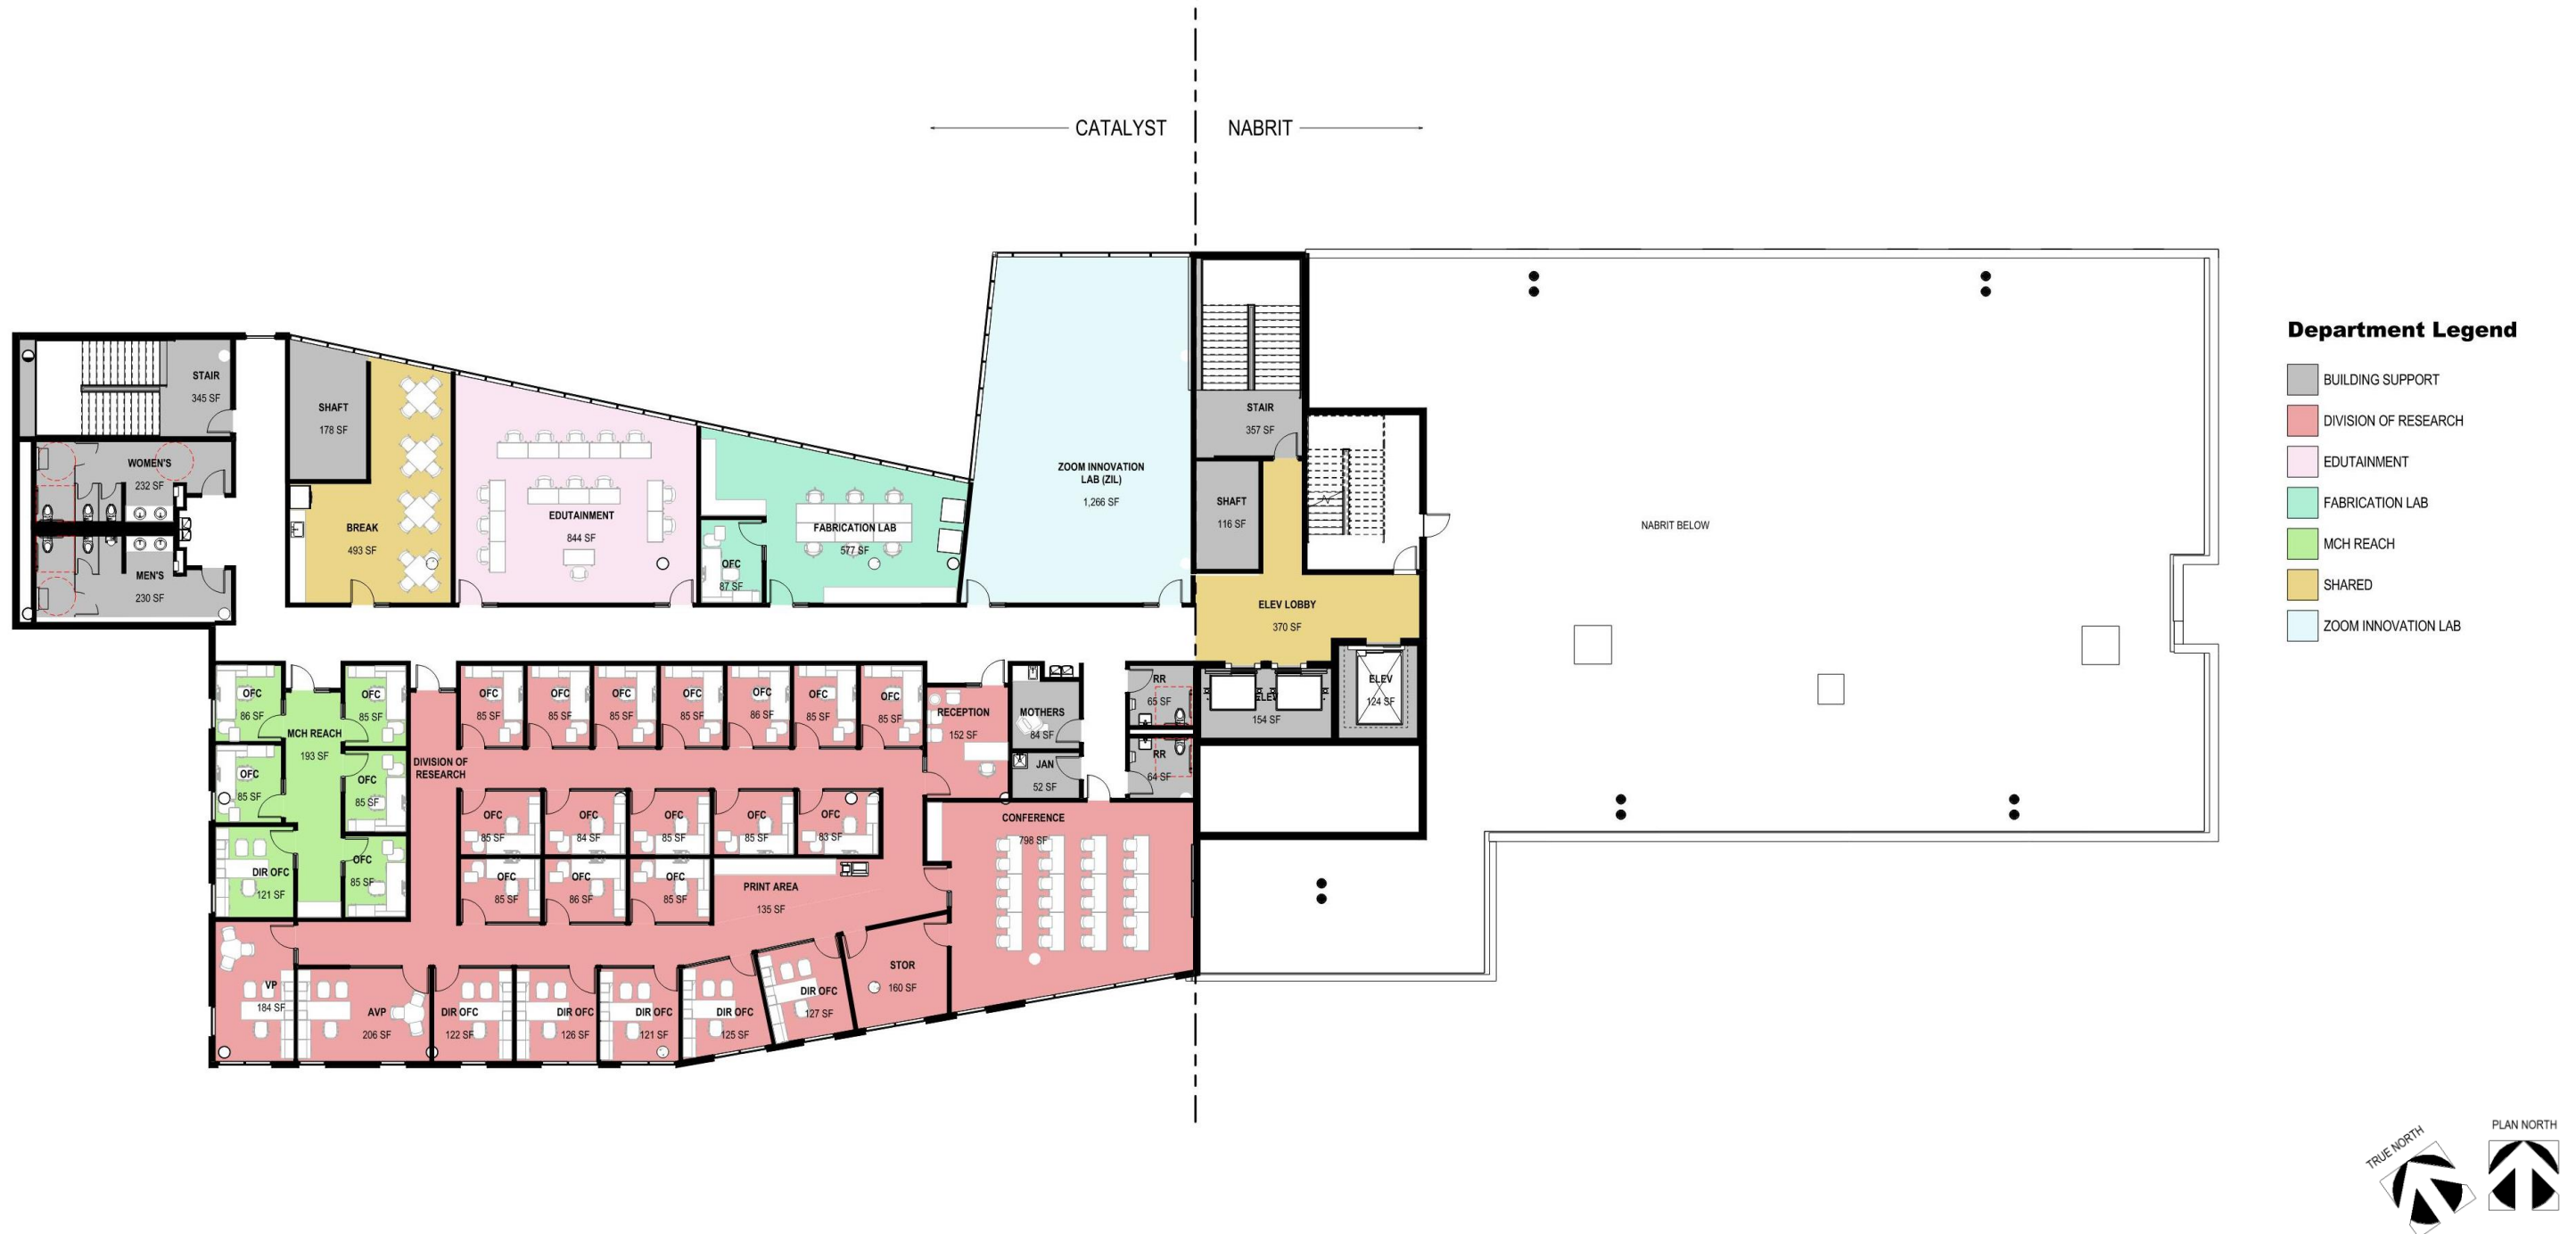 CATALYST
NABRIT
STAIR
345 SF
SHAFT
178 SF
WOMEN'S
232 SF
MEN'S
230 SF
BREAK
493 SF
EDUTAINMENT
844 SF
OFC
87 SF
FABRICATION LAB
577 SF
ZOOM INNOVATION
LAB (ZIL)
1,266 SF
STAIR
357 SF
SHAFT
116 SF
ELEV LOBBY
370 SF
NABRIT BELOW
OFC
86 SF
OFC
85 SF
MCH REACH
193 SF
OFC
85 SF
OFC
85 SF
DIR OFC
121 SF
OFC
85 SF
DIVISION OF
RESEARCH
OFC
85 SF
OFC
85 SF
OFC
85 SF
OFC
85 SF
OFC
86 SF
OFC
85 SF
OFC
85 SF
RECEPTION
152 SF
MOTHERS
84 SF
JAN
52 SF
RR
65 SF
RR
64 SF
ELEV
154 SF
ELEV
124 SF
OFC
85 SF
OFC
84 SF
OFC
85 SF
OFC
85 SF
OFC
83 SF
OFC
85 SF
OFC
86 SF
OFC
85 SF
PRINT AREA
135 SF
CONFERENCE
798 SF
VP
184 SF
AVP
206 SF
DIR OFC
122 SF
DIR OFC
126 SF
DIR OFC
121 SF
DIR OFC
125 SF
DIR OFC
127 SF
STOR
160 SF
Department Legend
BUILDING SUPPORT
DIVISION OF RESEARCH
EDUTAINMENT
FABRICATION LAB
MCH REACH
SHARED
ZOOM INNOVATION LAB
TRUE NORTH
PLAN NORTH